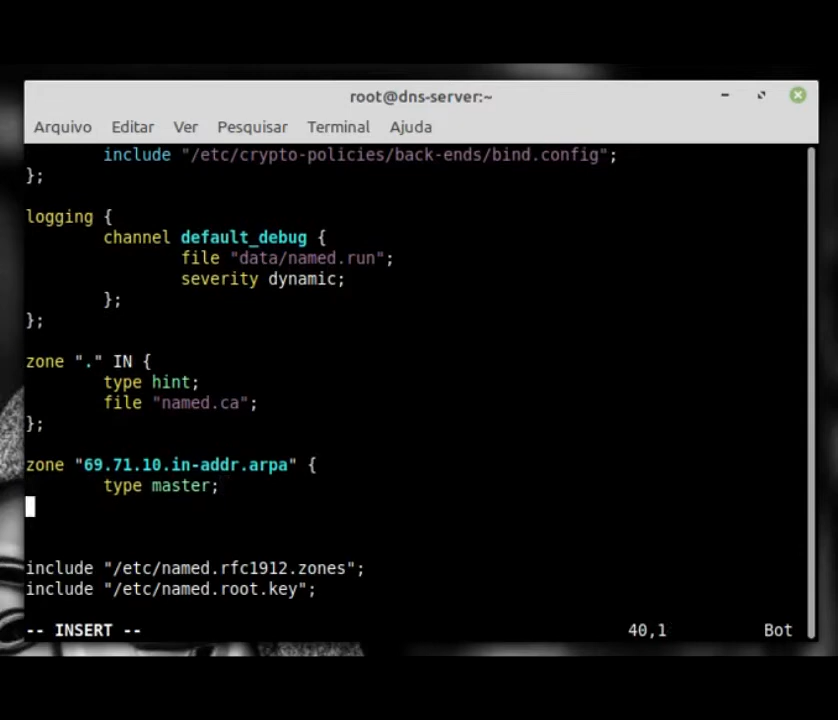 root@dns-server:~
Arquivo Editar Ver Pesquisar Terminal Ajuda
include "/etc/crypto-policies/back-ends/bind.config";
};
logging {
channel default_debug {
file "data/named.run";
severity dynamic;
};
};
zone "." IN {
type hint;
file "named.ca";
};
zone "69.71.10.in-addr.arpa" {
type master;
include "/etc/named.rfc1912.zones";
include "/etc/named.root.key";
-- INSERT -- 40,1 Bot